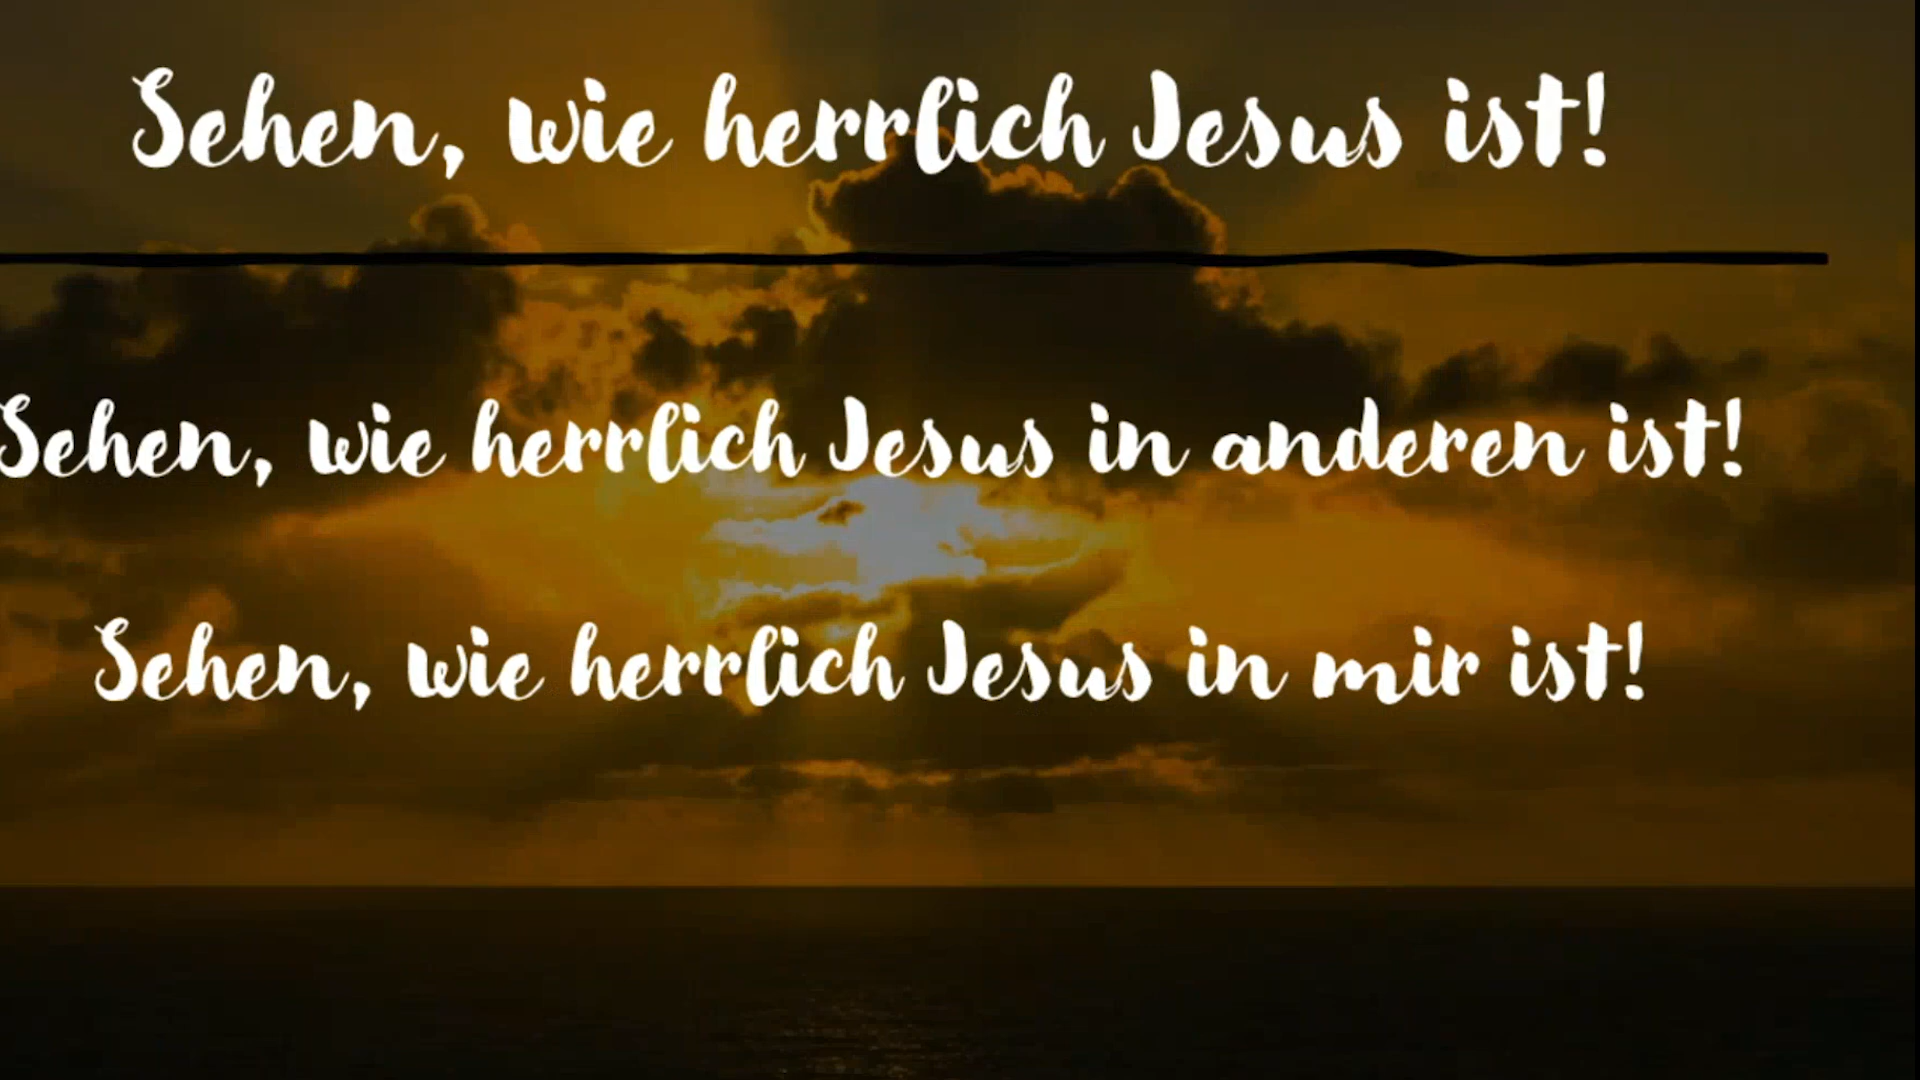 Sehen, wie herrlich Jesus ist!
Sehen, wie herrlich Jesus in anderen ist!
Sehen, wie herrlich Jesus in mir ist!